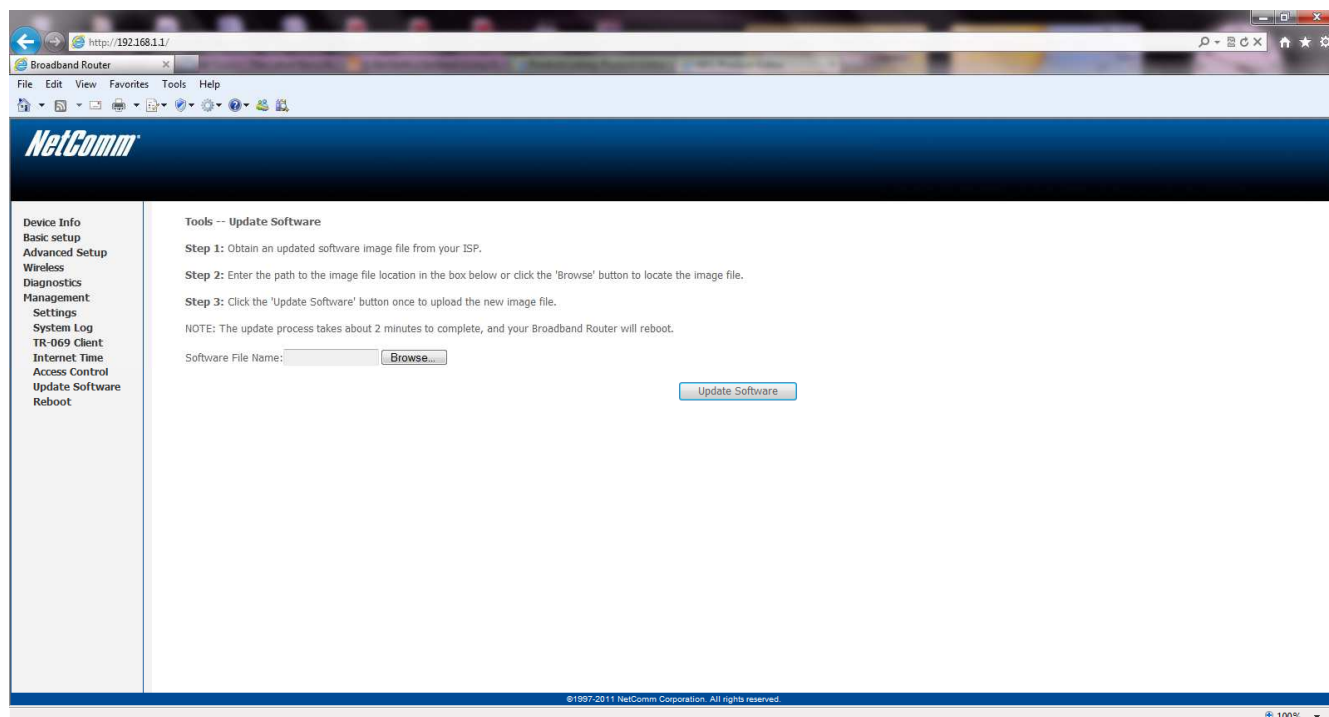 http://192.168.1.1/
Broadband Router
File Edit View Favorites Tools Help
NetComm
Device Info
Basic setup
Advanced Setup
Wireless
Diagnostics
Management
Settings
System Log
TR-069 Client
Internet Time
Access Control
Update Software
Reboot
Tools -- Update Software
Step 1: Obtain an updated software image file from your ISP.
Step 2: Enter the path to the image file location in the box below or click the 'Browse' button to locate the image file.
Step 3: Click the 'Update Software' button once to upload the new image file.
NOTE: The update process takes about 2 minutes to complete, and your Broadband Router will reboot.
Software File Name: Browse...
Update Software
©1997-2011 NetComm Corporation. All rights reserved.
100%